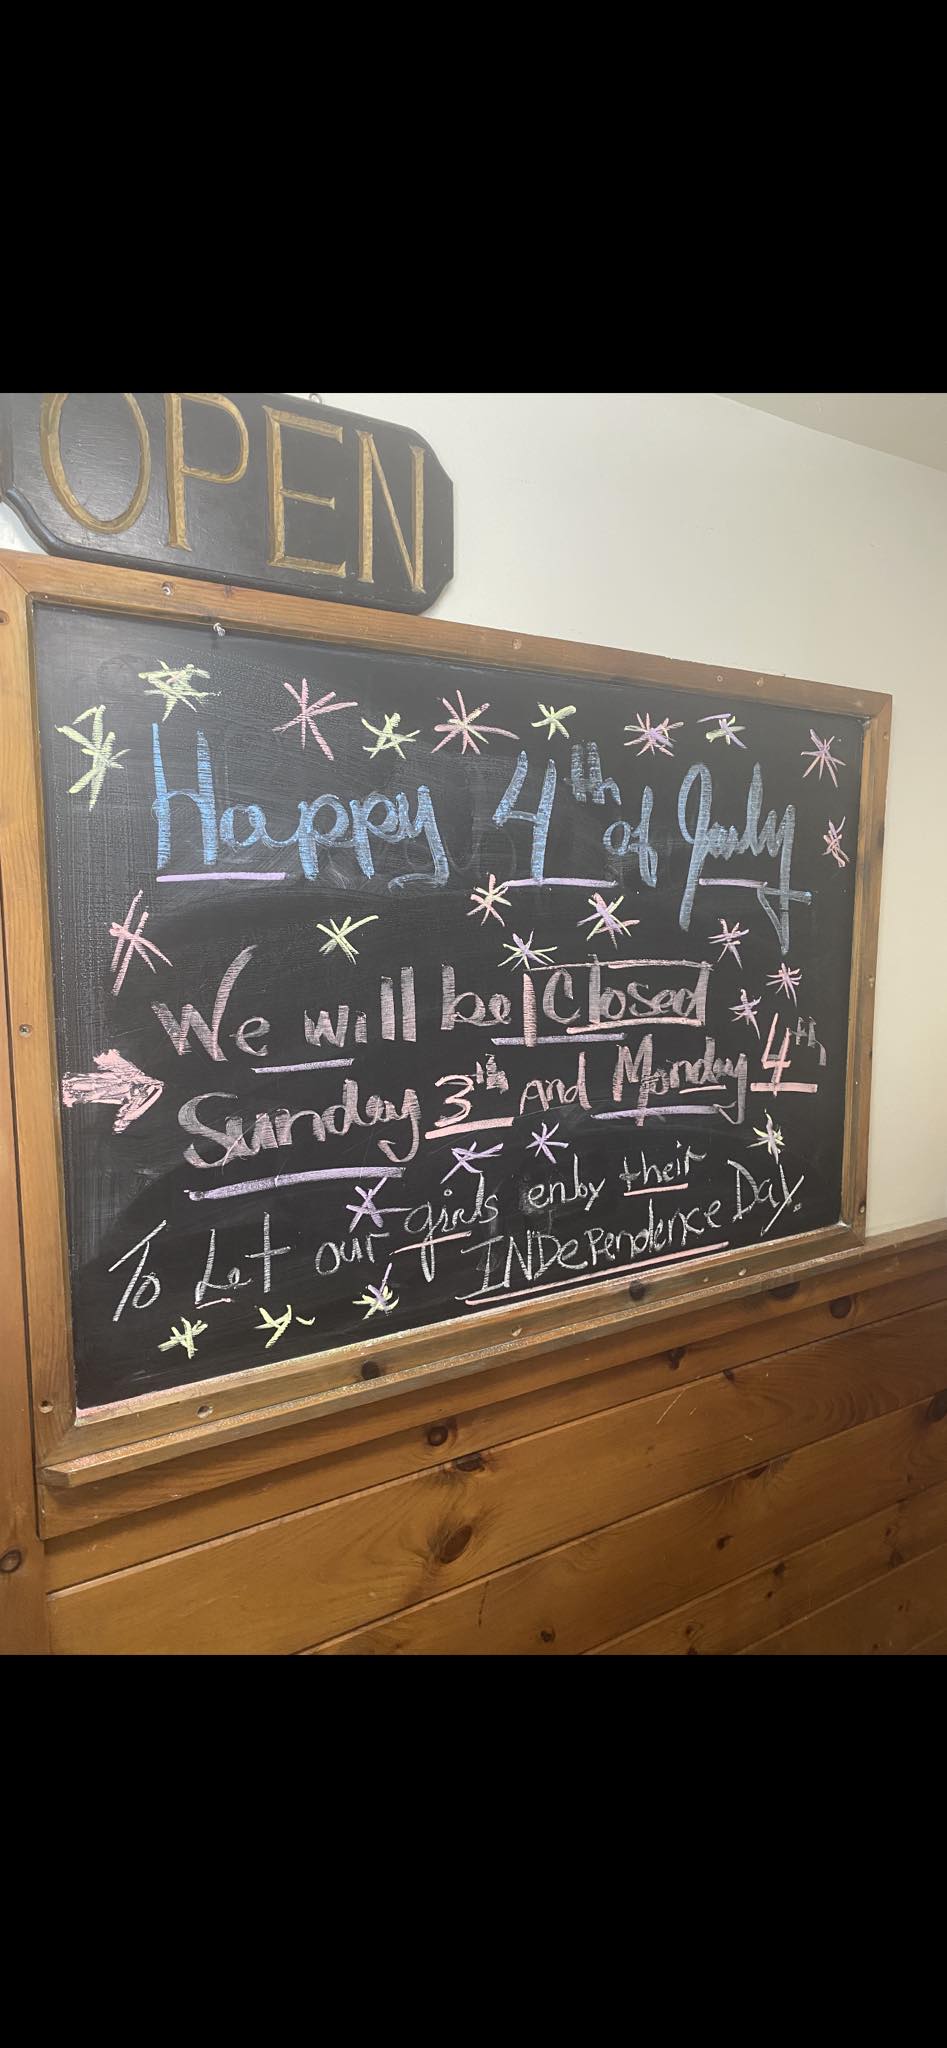 OPEN
Happy 4th of July
We will be Closed
Sunday 3th And Monday 4th
To Let our girls enby their
INDePendence Day.